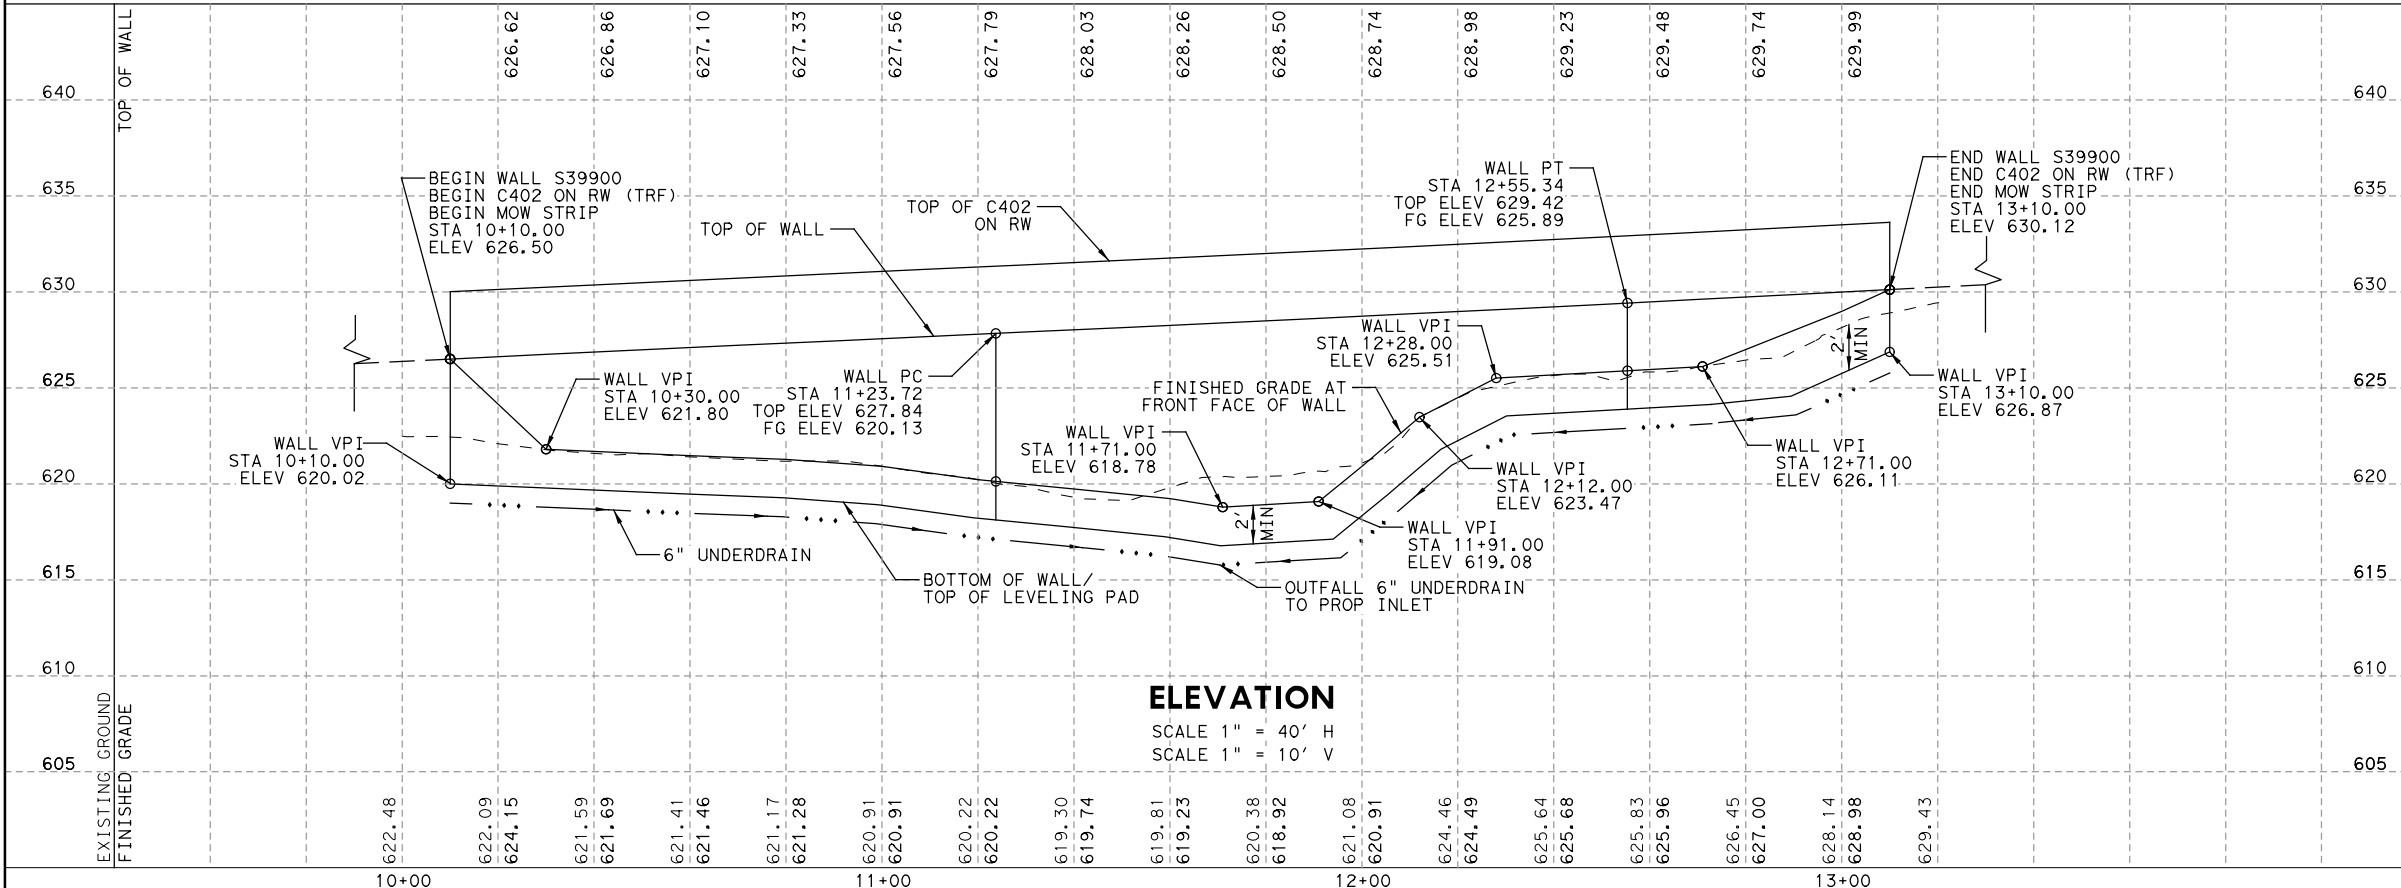 TOP OF WALL
626.62
626.86
627.10
627.33
627.56
627.79
628.03
628.26
628.50
628.74
628.98
629.23
629.48
629.74
629.99
640
640
635
635
630
630
625
625
620
620
615
615
610
610
605
605
BEGIN WALL S39900
BEGIN C402 ON RW (TRF)
BEGIN MOW STRIP
STA 10+10.00
ELEV 626.50
TOP OF WALL
TOP OF C402
ON RW
WALL PT
STA 12+55.34
TOP ELEV 629.42
FG ELEV 625.89
END WALL S39900
END C402 ON RW (TRF)
END MOW STRIP
STA 13+10.00
ELEV 630.12
WALL VPI
STA 10+10.00
ELEV 620.02
WALL VPI
STA 10+30.00
ELEV 621.80
WALL PC
STA 11+23.72
TOP ELEV 627.84
FG ELEV 620.13
WALL VPI
STA 12+28.00
ELEV 625.51
FINISHED GRADE AT
FRONT FACE OF WALL
WALL VPI
STA 11+71.00
ELEV 618.78
2'
MIN
2'
MIN
WALL VPI
STA 13+10.00
ELEV 626.87
WALL VPI
STA 12+71.00
ELEV 626.11
WALL VPI
STA 12+12.00
ELEV 623.47
WALL VPI
STA 11+91.00
ELEV 619.08
6" UNDERDRAIN
BOTTOM OF WALL/
TOP OF LEVELING PAD
OUTFALL 6" UNDERDRAIN
TO PROP INLET
ELEVATION
SCALE 1" = 40' H
SCALE 1" = 10' V
EXISTING GROUND
FINISHED GRADE
622.48
622.09
624.15
621.59
621.69
621.41
621.46
621.17
621.28
620.91
620.91
620.22
620.22
619.30
619.74
619.81
619.23
620.38
618.92
621.08
620.91
624.46
624.49
625.64
625.68
625.83
625.96
626.45
627.00
628.14
628.98
629.43
10+00
11+00
12+00
13+00